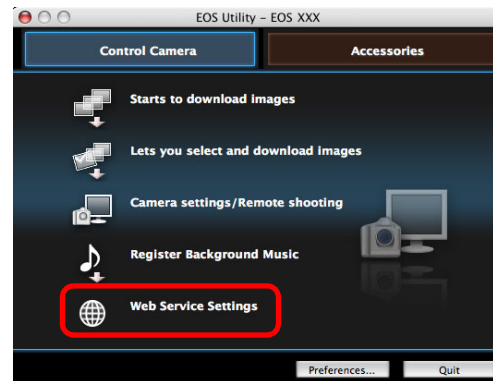 EOS Utility – EOS XXX
Control Camera
Accessories
Starts to download images
Lets you select and download images
Camera settings/Remote shooting
Register Background Music
Web Service Settings
Preferences...
Quit